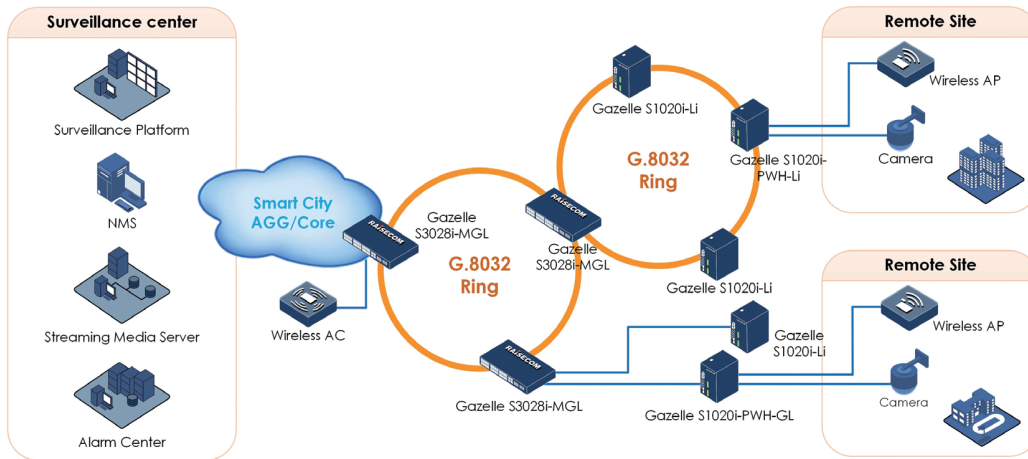 Surveillance center
Surveillance Platform
NMS
Streaming Media Server
Alarm Center
Smart City
AGG/Core
Wireless AC
Gazelle
S3028i-MGL
RAISECOM
G.8032
Ring
RAISECOM
Gazelle S3028i-MGL
RAISECOM
Gazelle
S3028i-MGL
Gazelle S1020i-Li
G.8032
Ring
Gazelle S1020i-
PWH-Li
Gazelle S1020i-Li
Gazelle
S1020i-Li
Gazelle S1020i-PWH-GL
Remote Site
Wireless AP
Camera
Remote Site
Wireless AP
Camera